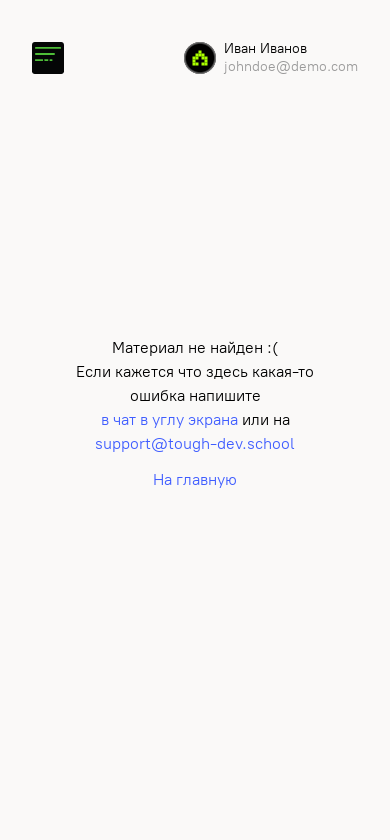 Иван Иванов
johndoe@demo.com
Материал не найден :(
Если кажется что здесь какая-то
ошибка напишите
в чат в углу экрана или на
support@tough-dev.school
На главную